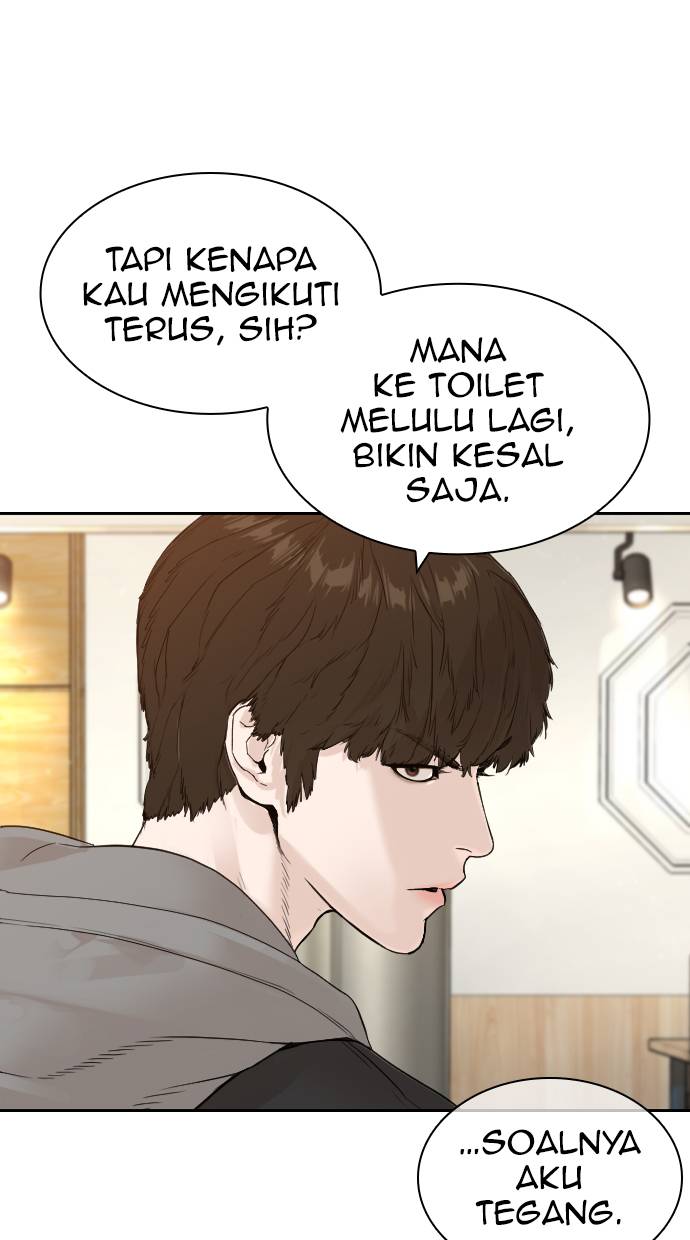 TAPI KENAPA
KAU MENGIKUTI
TERUS, SIH?
MANA
KE TOILET
MELULU LAGI,
BIKIN KESAL
SAJA.
...SOALNYA
AKU
TEGANG.